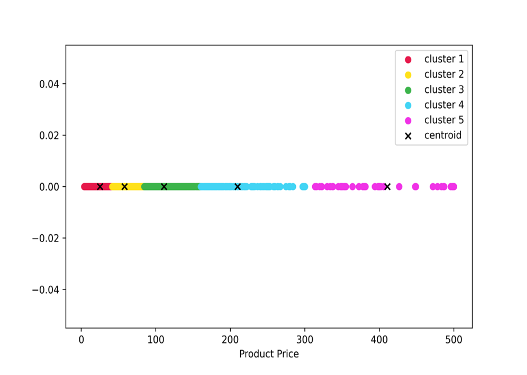 cluster 1
cluster 2
cluster 3
cluster 4
cluster 5
centroid
0.04
0.02
0.00
−0.02
−0.04
0 100 200 300 400 500
Product Price